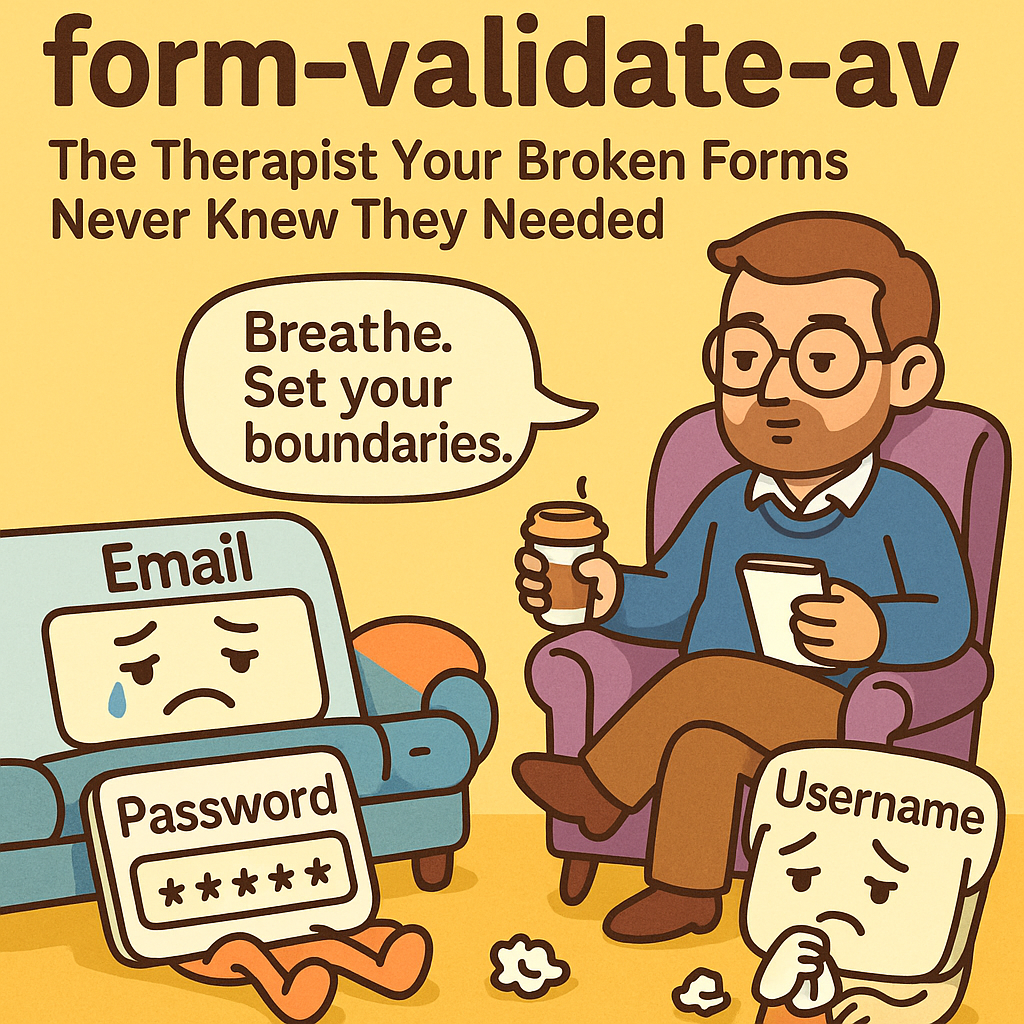 form-validate-av
The Therapist Your Broken Forms
Never Knew They Needed
Breathe.
Set your
boundaries.
Email
Password
*****
Username